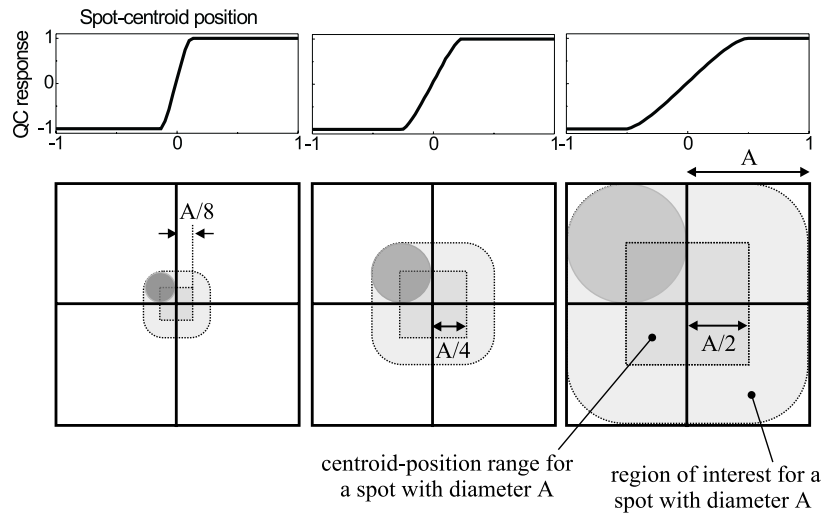 Spot-centroid position
QC response
1
0
-1
-1 0 1
-1 0 1
-1 0 1
A
A/8
A/4
A/2
centroid-position range for
a spot with diameter A
region of interest for a
spot with diameter A